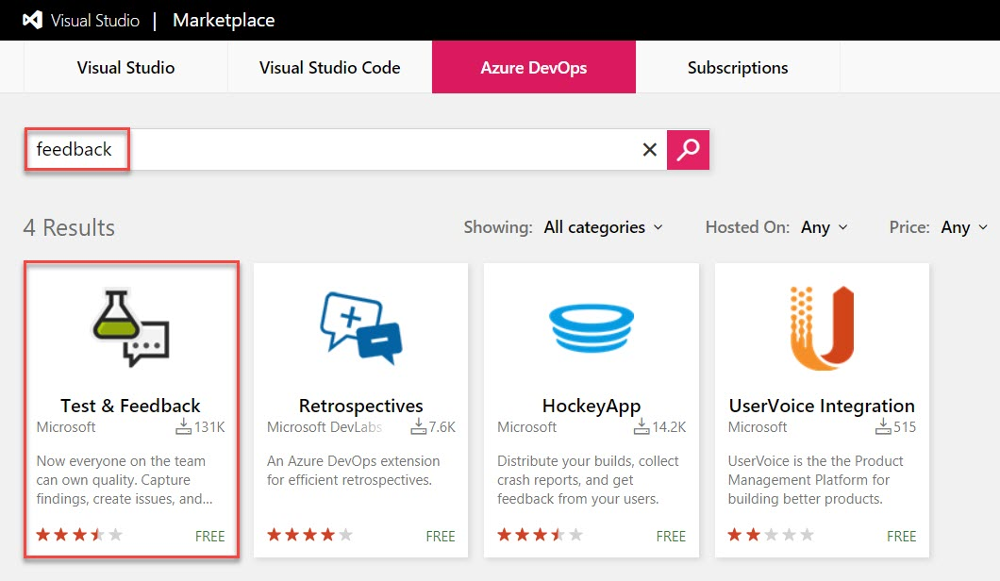 Visual Studio | Marketplace
Visual Studio
Visual Studio Code
Azure DevOps
Subscriptions
feedback
4 Results
Showing: All categories
Hosted On: Any
Price: Any
Test & Feedback
Microsoft 131K
Now everyone on the team
can own quality. Capture
findings, create issues, and...
FREE
Retrospectives
Microsoft DevLabs 7.6K
An Azure DevOps extension
for efficient retrospectives.
FREE
HockeyApp
Microsoft 14.2K
Distribute your builds, collect
crash reports, and get
feedback from your users.
FREE
UserVoice Integration
Microsoft 515
UserVoice is the the Product
Management Platform for
building better products.
FREE